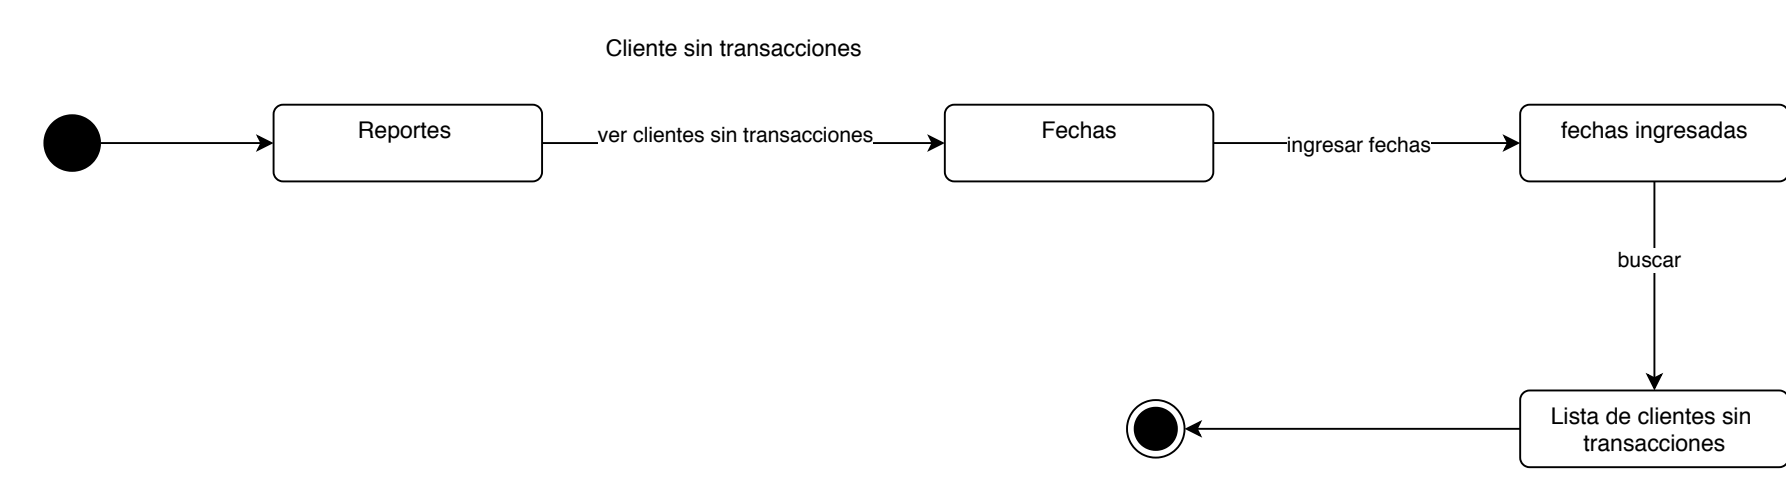 Cliente sin transacciones
Reportes
ver clientes sin transacciones
Fechas
ingresar fechas
fechas ingresadas
buscar
Lista de clientes sin
transacciones